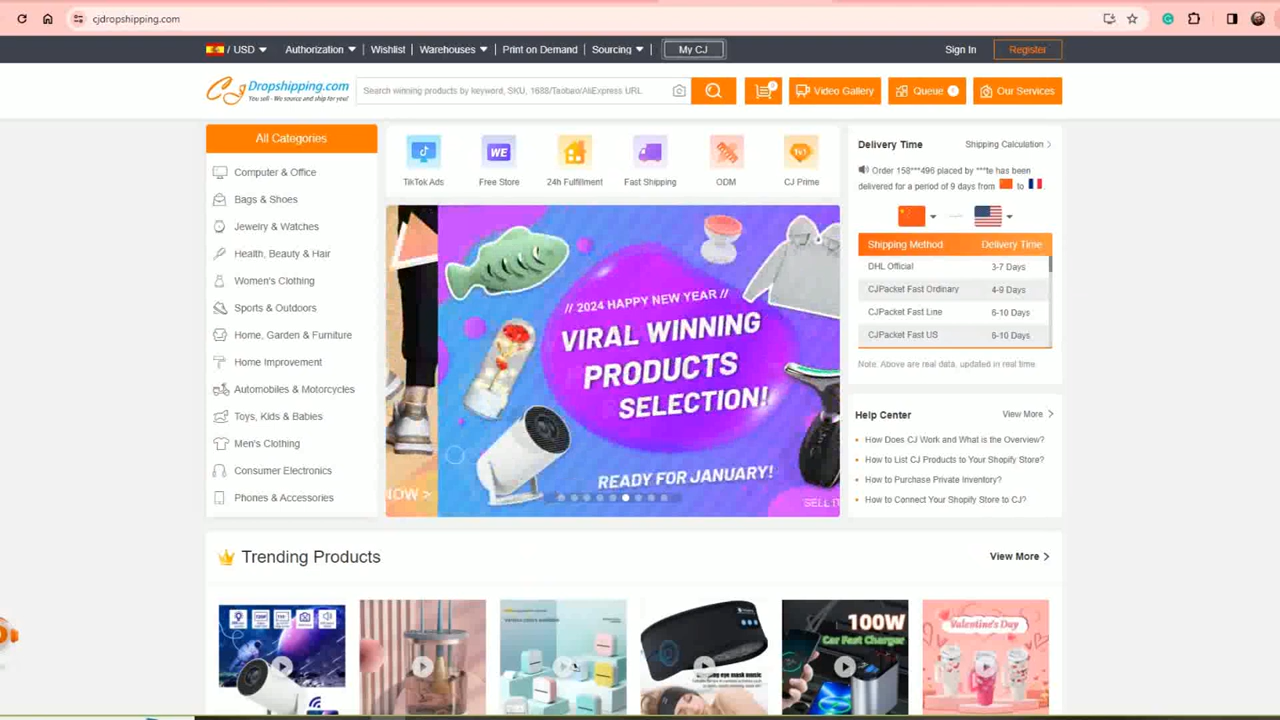 cjdropshipping.com
/ USD
Authorization
Wishlist
Warehouses
Print on Demand
Sourcing
My CJ
Sign In
Register
CJ Dropshipping.com
You sell - We source and ship for you!
Search winning products by keyword, SKU, 1688/Taobao/AliExpress URL
0
Video Gallery
Queue
Our Services
All Categories
Computer & Office
Bags & Shoes
Jewelry & Watches
Health, Beauty & Hair
Women's Clothing
Sports & Outdoors
Home, Garden & Furniture
Home Improvement
Automobiles & Motorcycles
Toys, Kids & Babies
Men's Clothing
Consumer Electronics
Phones & Accessories
TikTok Ads
WE
Free Store
24h Fulfillment
Fast Shipping
ODM
CJ Prime
// 2024 HAPPY NEW YEAR //
VIRAL WINNING
PRODUCTS
SELECTION!
READY FOR JANUARY!
NOW >
SELL IT
Delivery Time
Shipping Calculation >
Order 158***496 placed by ***te has been
delivered for a period of 9 days from to
Shipping Method Delivery Time
DHL Official 3-7 Days
CJPacket Fast Ordinary 4-9 Days
CJPacket Fast Line 6-10 Days
CJPacket Fast US 6-10 Days
Note: Above are real data, updated in real time.
Help Center
View More >
How Does CJ Work and What is the Overview?
How to List CJ Products to Your Shopify Store?
How to Purchase Private Inventory?
How to Connect Your Shopify Store to CJ?
Trending Products
View More >
100W
Car Fast Charger
Valentine's Day